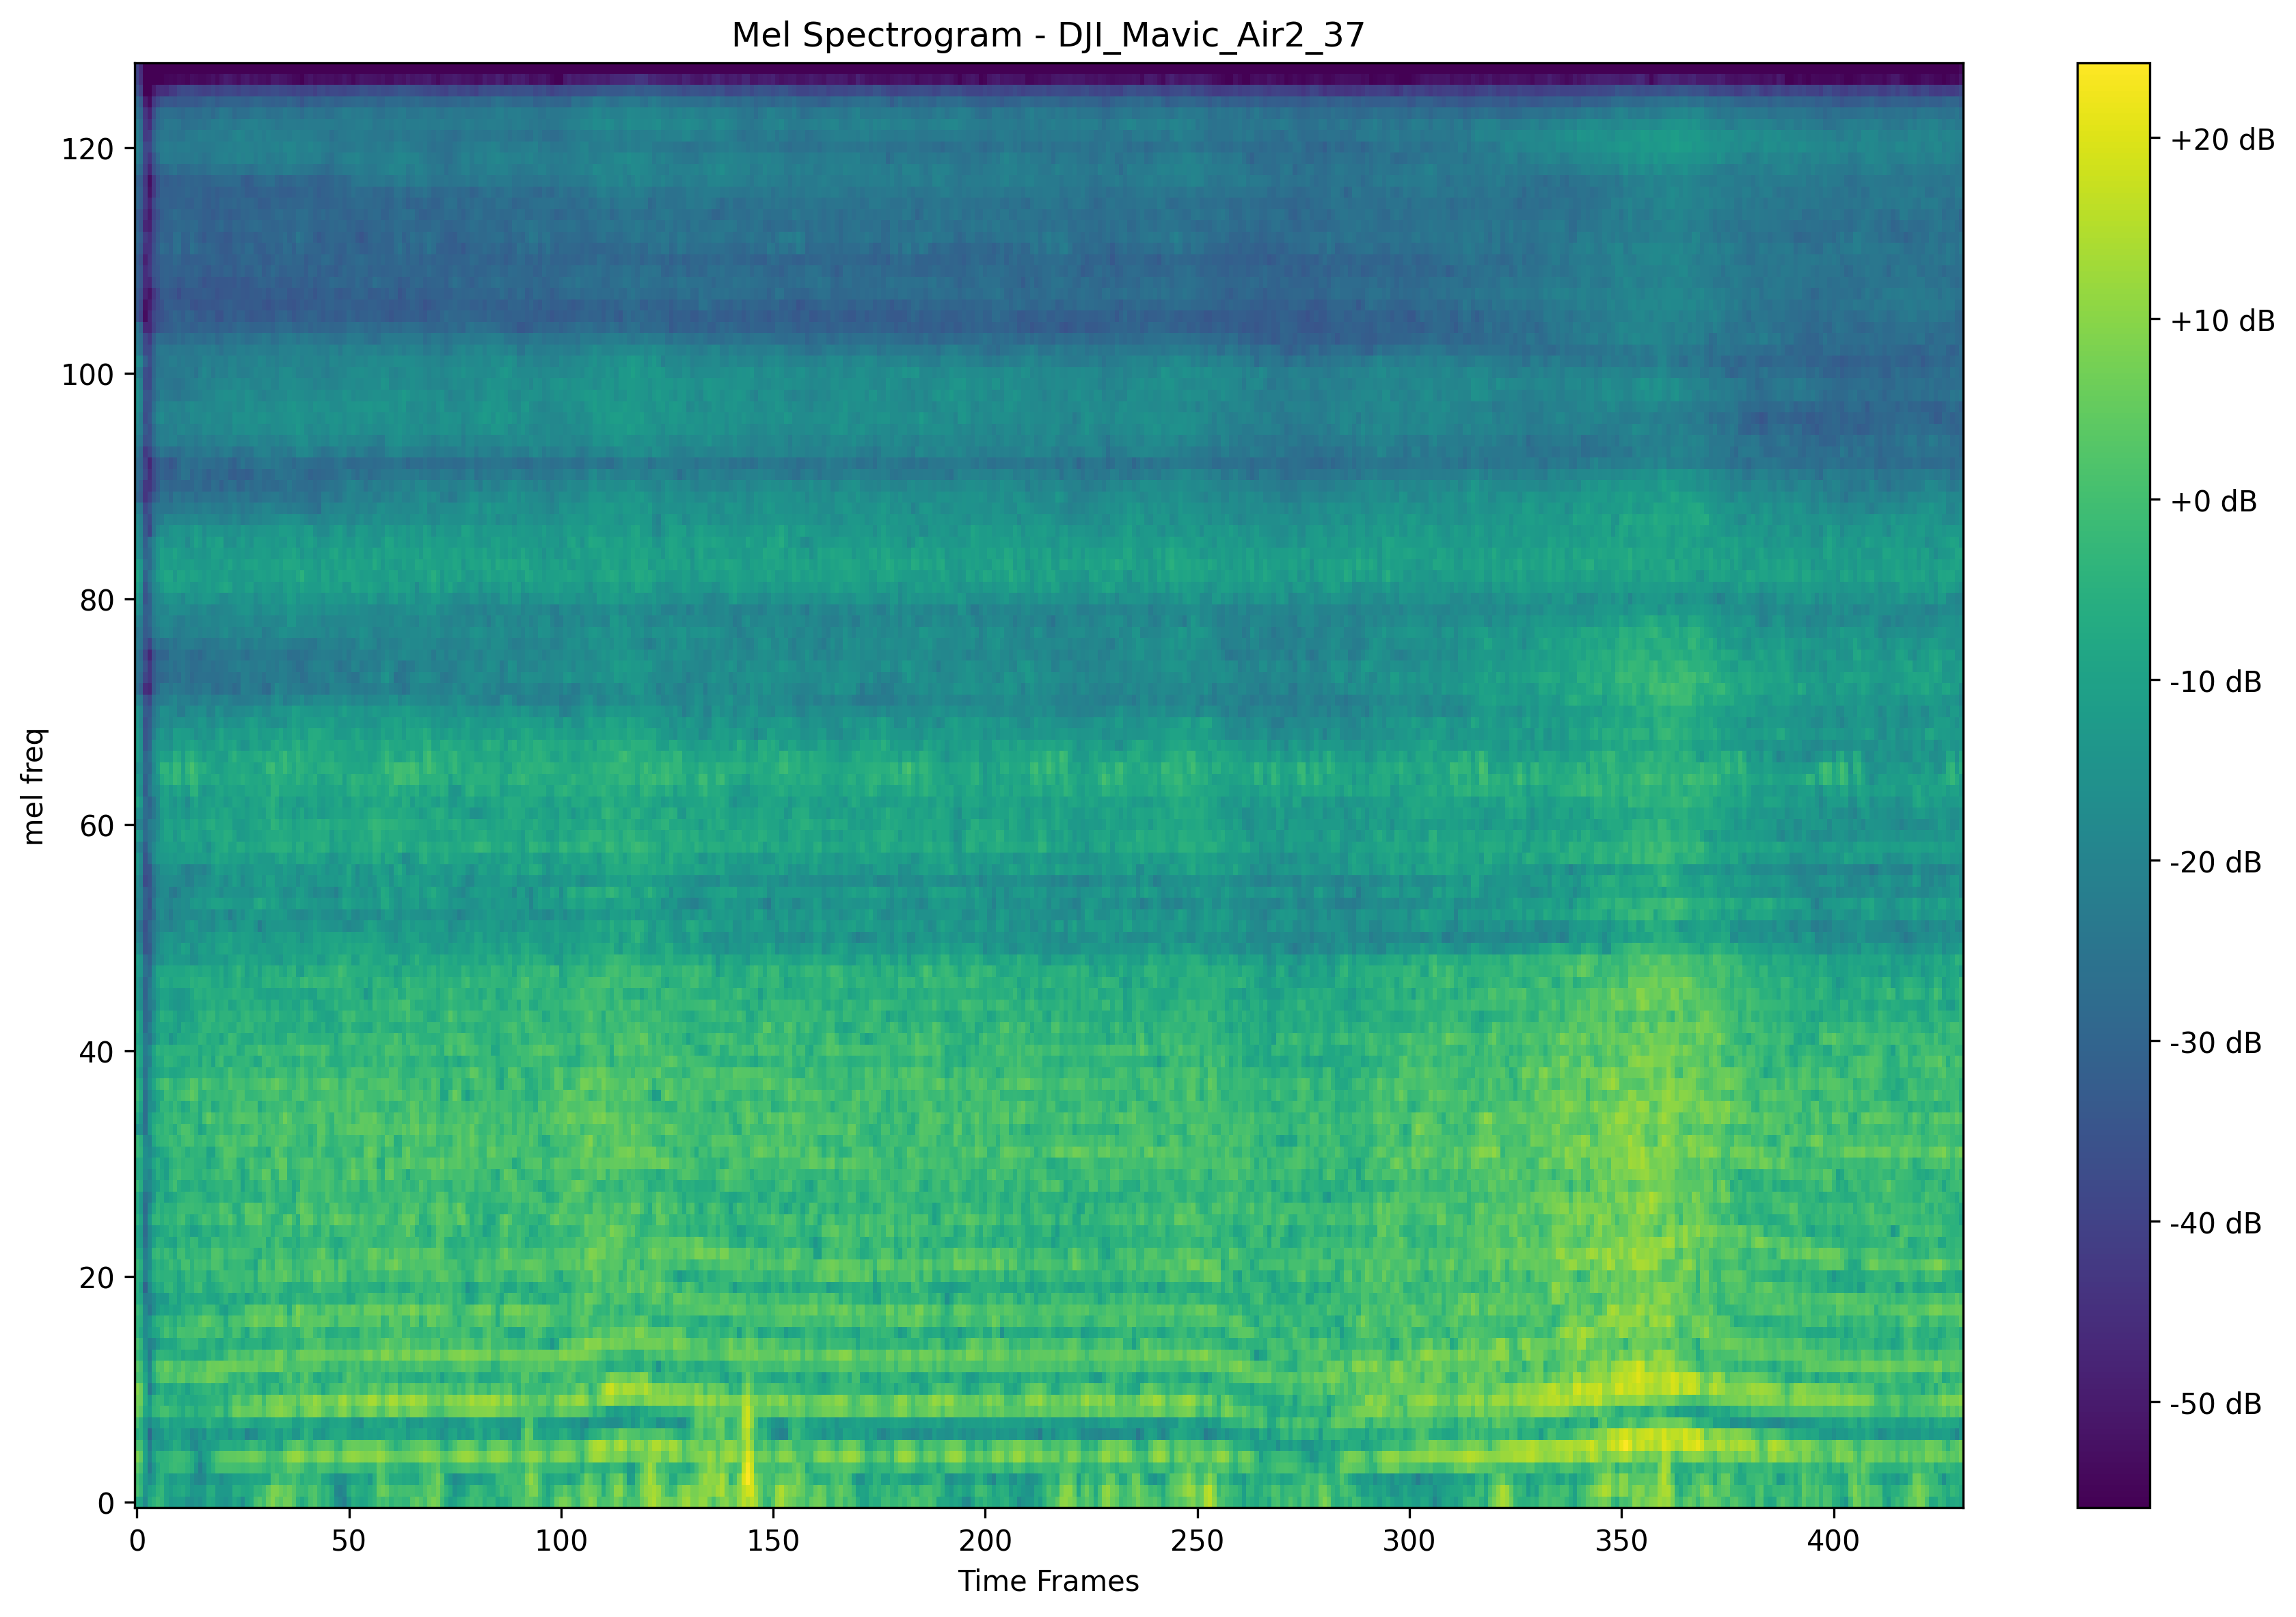 Mel Spectrogram - DJI_Mavic_Air2_37
mel freq
120
100
80
60
40
20
0
0 50 100 150 200 250 300 350 400
Time Frames
+20 dB
+10 dB
+0 dB
-10 dB
-20 dB
-30 dB
-40 dB
-50 dB